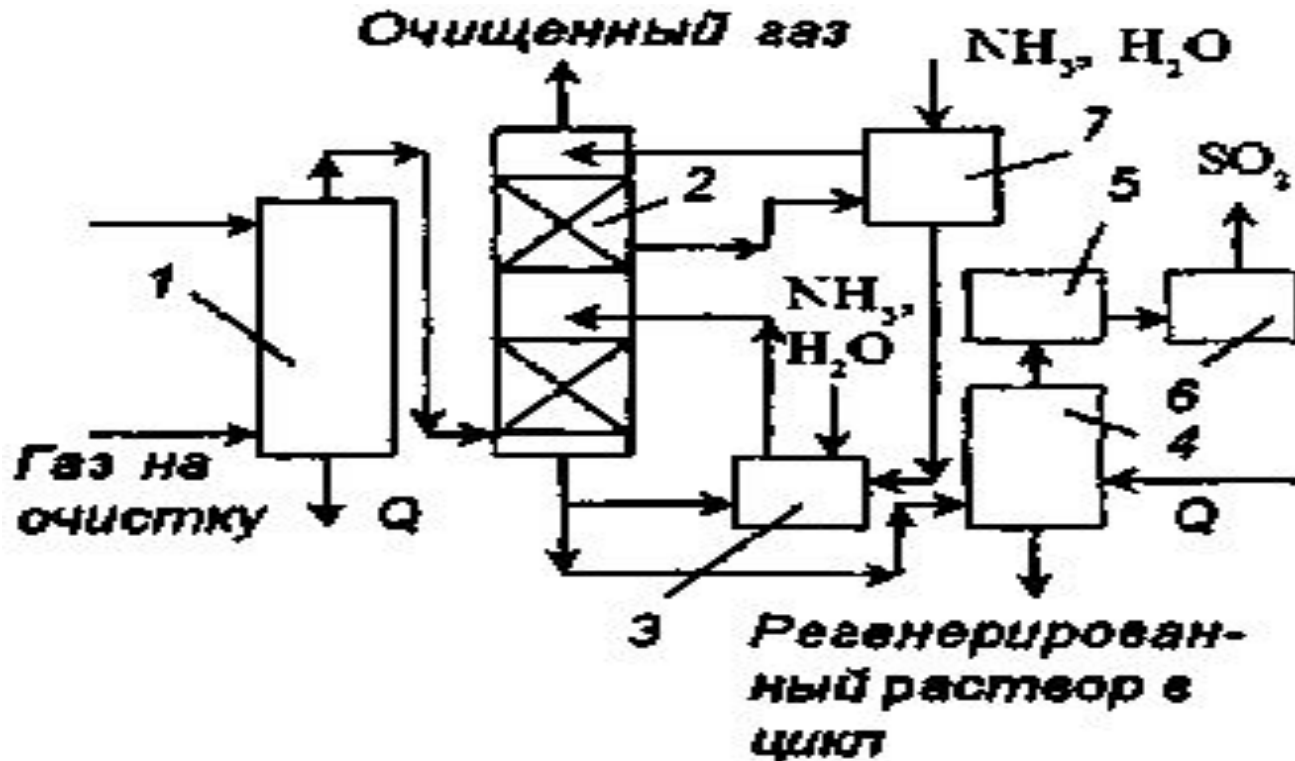 Очищенный газ
NH₃, H₂O
7
2
5
SO₂
1
NH₃,
H₂O
6
4
Газ на
очистку
Q
Q
3
Регенерирован-
ный раствор в
цикл